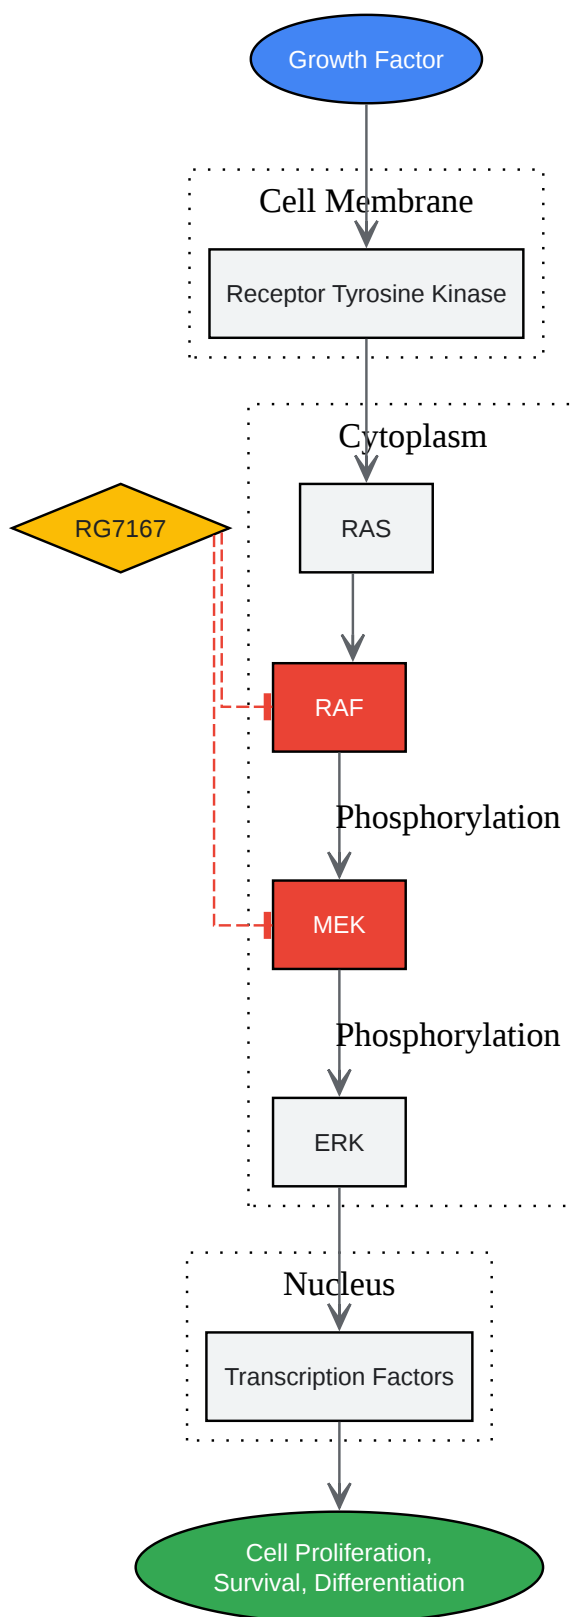 Growth Factor
Cell Membrane
Receptor Tyrosine Kinase
Cytoplasm
RG7167
RAS
RAF
Phosphorylation
MEK
Phosphorylation
ERK
Nucleus
Transcription Factors
Cell Proliferation,
Survival, Differentiation